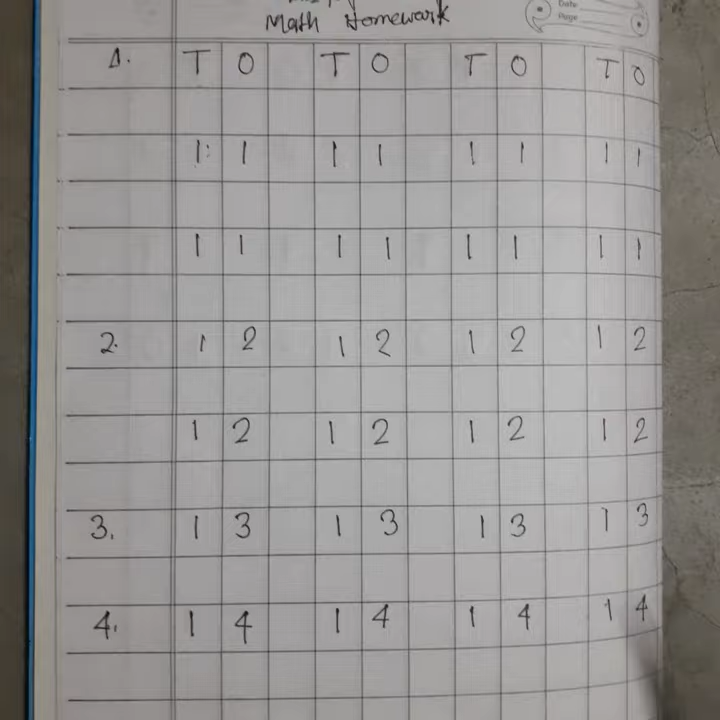 Math Homework
Date
Page
1. T O T O T O T O
1 1 1 1 1 1 1 1
1 1 1 1 1 1 1 1
2. 1 2 1 2 1 2 1 2
1 2 1 2 1 2 1 2
3. 1 3 1 3 1 3 1 3
4. 1 4 1 4 1 4 1 4